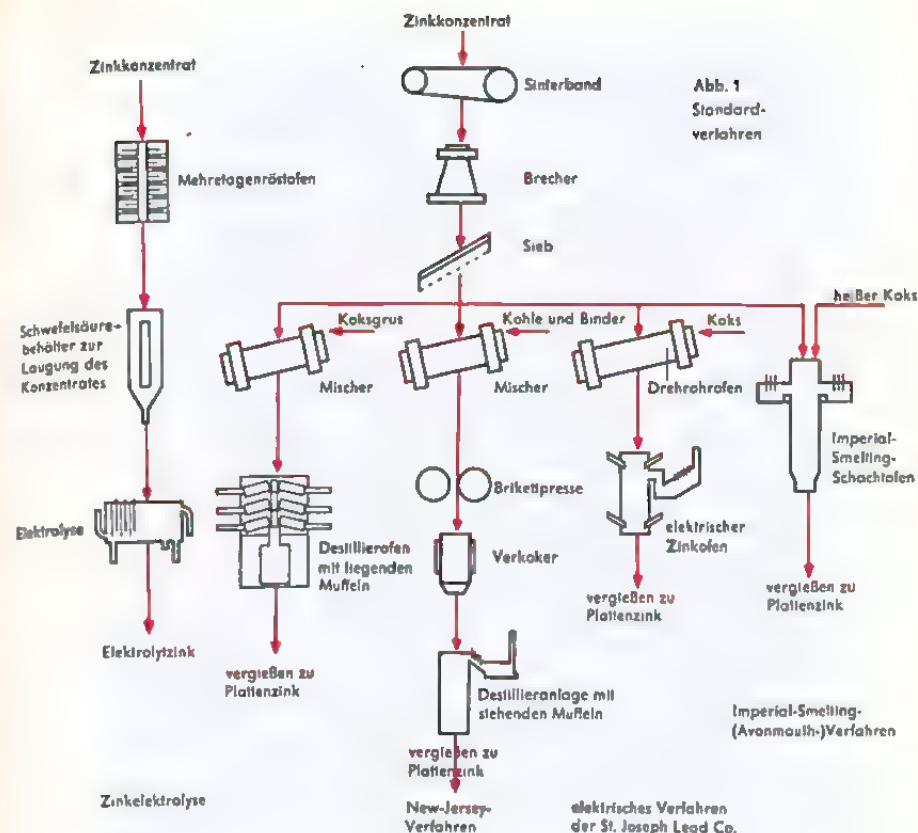 Zinkkonzentrat
Zinkkonzentrat
Sinterband
Abb. 1
Standard-
verfahren
Mehretagenröstofen
Brecher
Sieb
heißer Koks
Schwefelsäure-
behälter zur
Laugung des
Konzentrates
Koksgrus
Kohle und Binder
Koks
Mischer
Mischer
Drehrohrofen
Imperial-
Smelting-
Schachtofen
Brikettpresse
Elektrolyse
elektrischer
Zinkofen
Destillierofen
mit liegenden
Muffeln
Verkoker
vergießen zu
Plattenzink
vergießen zu
Plattenzink
Elektrolytzink
vergießen zu
Plattenzink
Destillieranlage mit
stehenden Muffeln
Imperial-Smelting-
(Avonmouth-)Verfahren
vergießen zu
Plattenzink
Zinkelektrolyse
New-Jersey-
Verfahren
elektrisches Verfahren
der St. Joseph Lead Co.